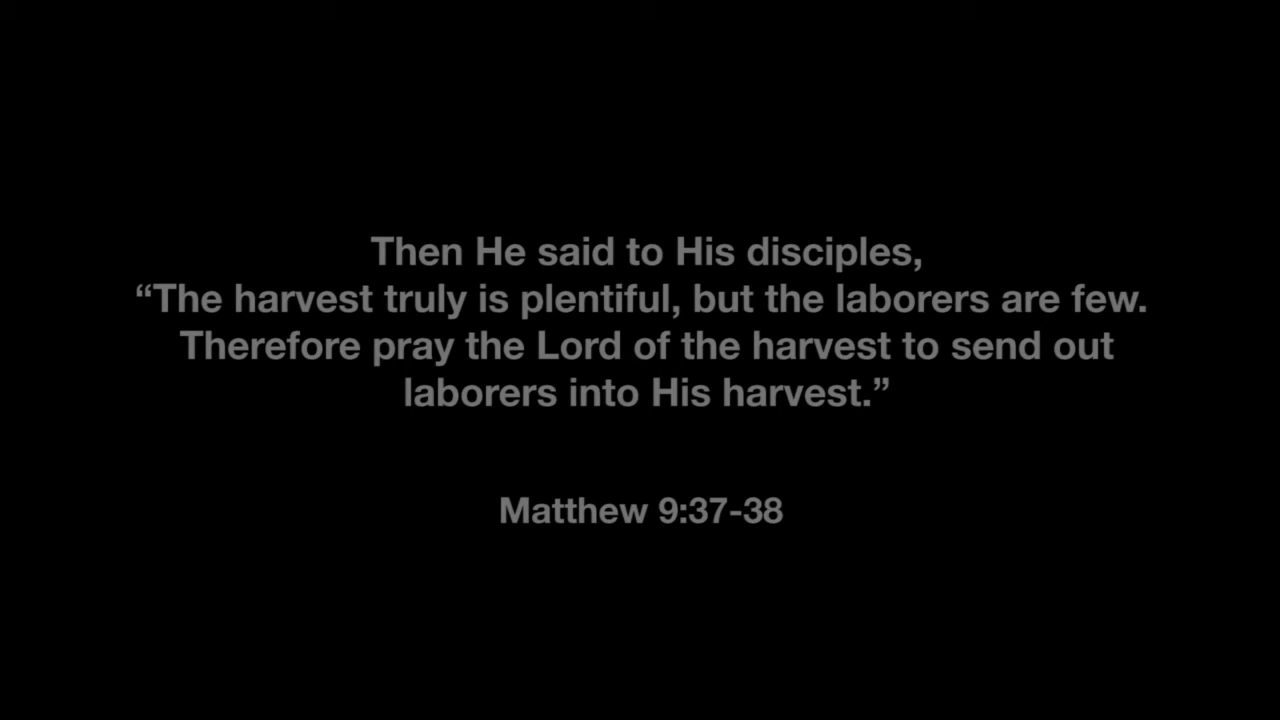 Then He said to His disciples,
“The harvest truly is plentiful, but the laborers are few.
Therefore pray the Lord of the harvest to send out
laborers into His harvest.”
Matthew 9:37-38